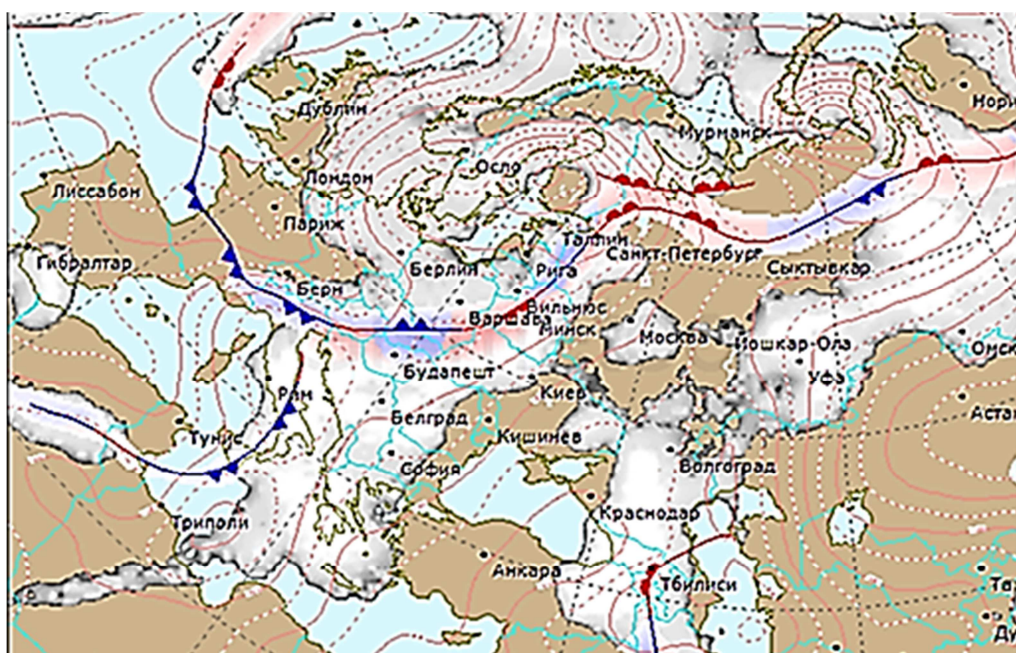 Дублин
Мурманск
Осло
Лиссабон
Лондон
Париж
Таллин
Санкт-Петербург
Гибралтар
Берлин
Рига
Сыктывкар
Берн
Вильнюс
Варшава
Минск
Москва
Йошкар-Ола
Омск
Будапешт
Уфа
Рим
Киев
Аста
Белград
Тунис
Кишинев
София
Волгоград
Триполи
Краснодар
Анкара
Тбилиси